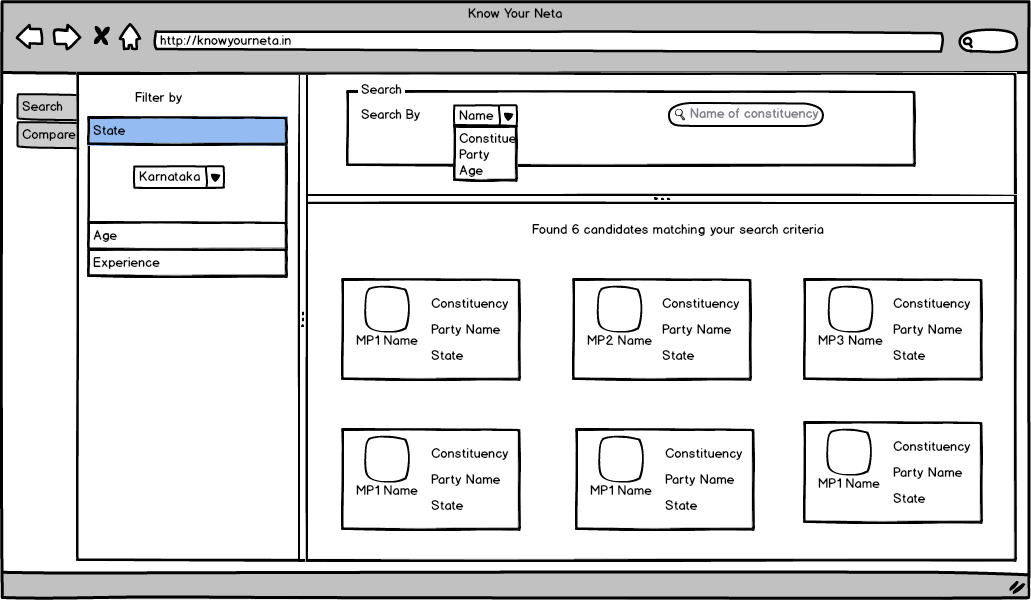 Know Your Neta
http://knowyourneta.in
Search
Compare
Filter by
State
Karnataka
Age
Experience
Search
Search By
Name
Constitue
Party
Age
Name of constituency
Found 6 candidates matching your search criteria
MP1 Name
Constituency
Party Name
State
MP2 Name
Constituency
Party Name
State
MP3 Name
Constituency
Party Name
State
MP1 Name
Constituency
Party Name
State
MP1 Name
Constituency
Party Name
State
MP1 Name
Constituency
Party Name
State